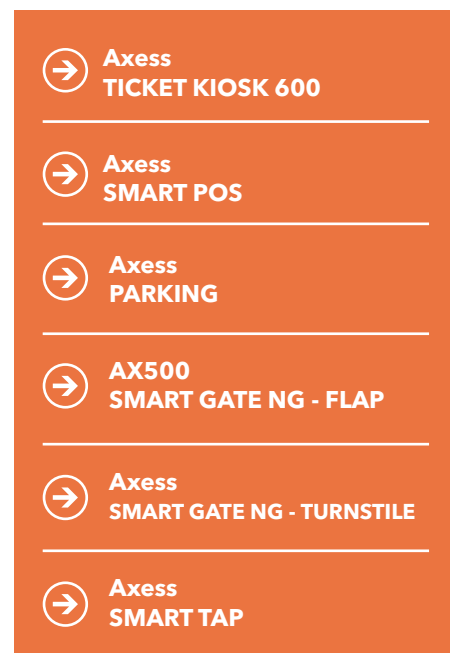 Axess
TICKET KIOSK 600
Axess
SMART POS
Axess
PARKING
AX500
SMART GATE NG - FLAP
Axess
SMART GATE NG - TURNSTILE
Axess
SMART TAP